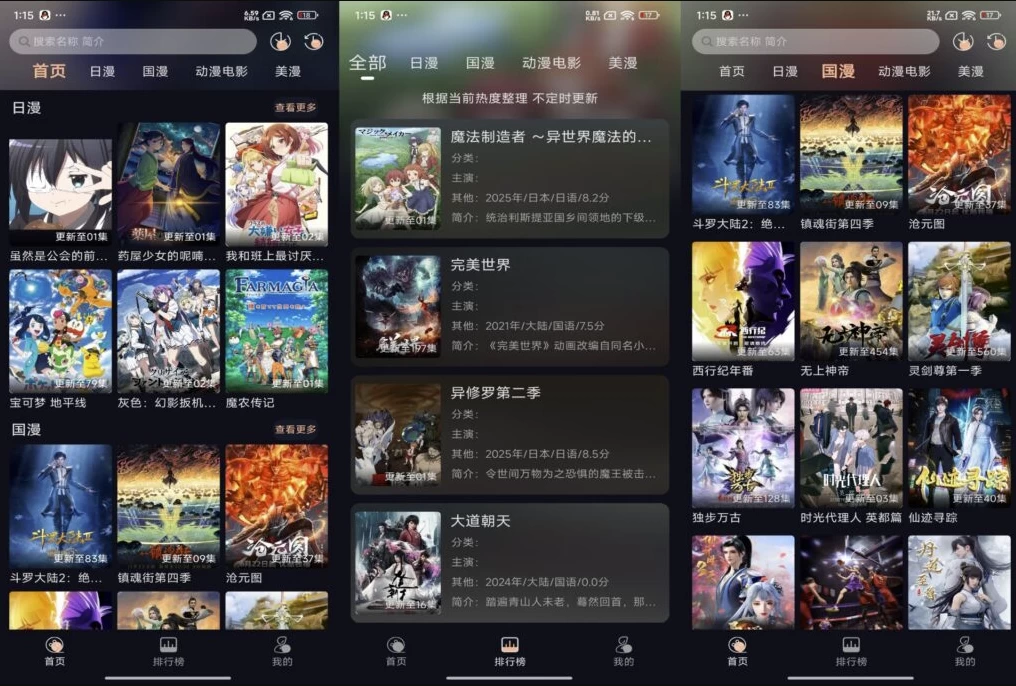 1:15
6.59 KB/s
18
搜索名称 简介
首页 日漫 国漫 动漫电影 美漫
日漫
查看更多
更新至01集
更新至01集
更新至02集
虽然是公会的前...
药屋少女的呢喃...
我和班上最讨厌...
FARMAGIA
更新至79集
更新至02集
更新至01集
宝可梦 地平线
灰色：幻影扳机...
魔农传记
国漫
查看更多
斗罗大陆II
沧元图
更新至83集
更新至09集
更新至37集
斗罗大陆2：绝...
镇魂街第四季
沧元图
首页
排行榜
我的
1:15
0.81 KB/s
17
全部 日漫 国漫 动漫电影 美漫
根据当前热度整理 不定时更新
マジックメイカー
更新至01集
魔法制造者 ～异世界魔法的...
分类：
主演：
其他：2025年/日本/日语/8.2分
简介：统治利斯提亚国乡间领地的下级...
更新至197集
完美世界
分类：
主演：
其他：2021年/大陆/国语/7.5分
简介：《完美世界》动画改编自同名小...
更新至01集
异修罗第二季
分类：
主演：
其他：2025年/日本/日语/8.5分
简介：令世间万物为之恐惧的魔王被击...
更新至16集
大道朝天
分类：
主演：
其他：2024年/大陆/国语/0.0分
简介：踏遍青山人未老，蓦然回首，那...
首页
排行榜
我的
1:15
21.7 KB/s
17
搜索名称 简介
首页 日漫 国漫 动漫电影 美漫
斗罗大陆II
沧元图
更新至83集
更新至09集
更新至37集
斗罗大陆2：绝...
镇魂街第四季
沧元图
西行纪
无上神帝
灵剑尊
更新至63集
更新至454集
更新至560集
西行纪年番
无上神帝
灵剑尊第一季
独步万古
时光代理人
仙迹寻踪
更新至128集
更新至03集
更新至40集
独步万古
时光代理人 英都篇
仙迹寻踪
丹道至尊
首页
排行榜
我的